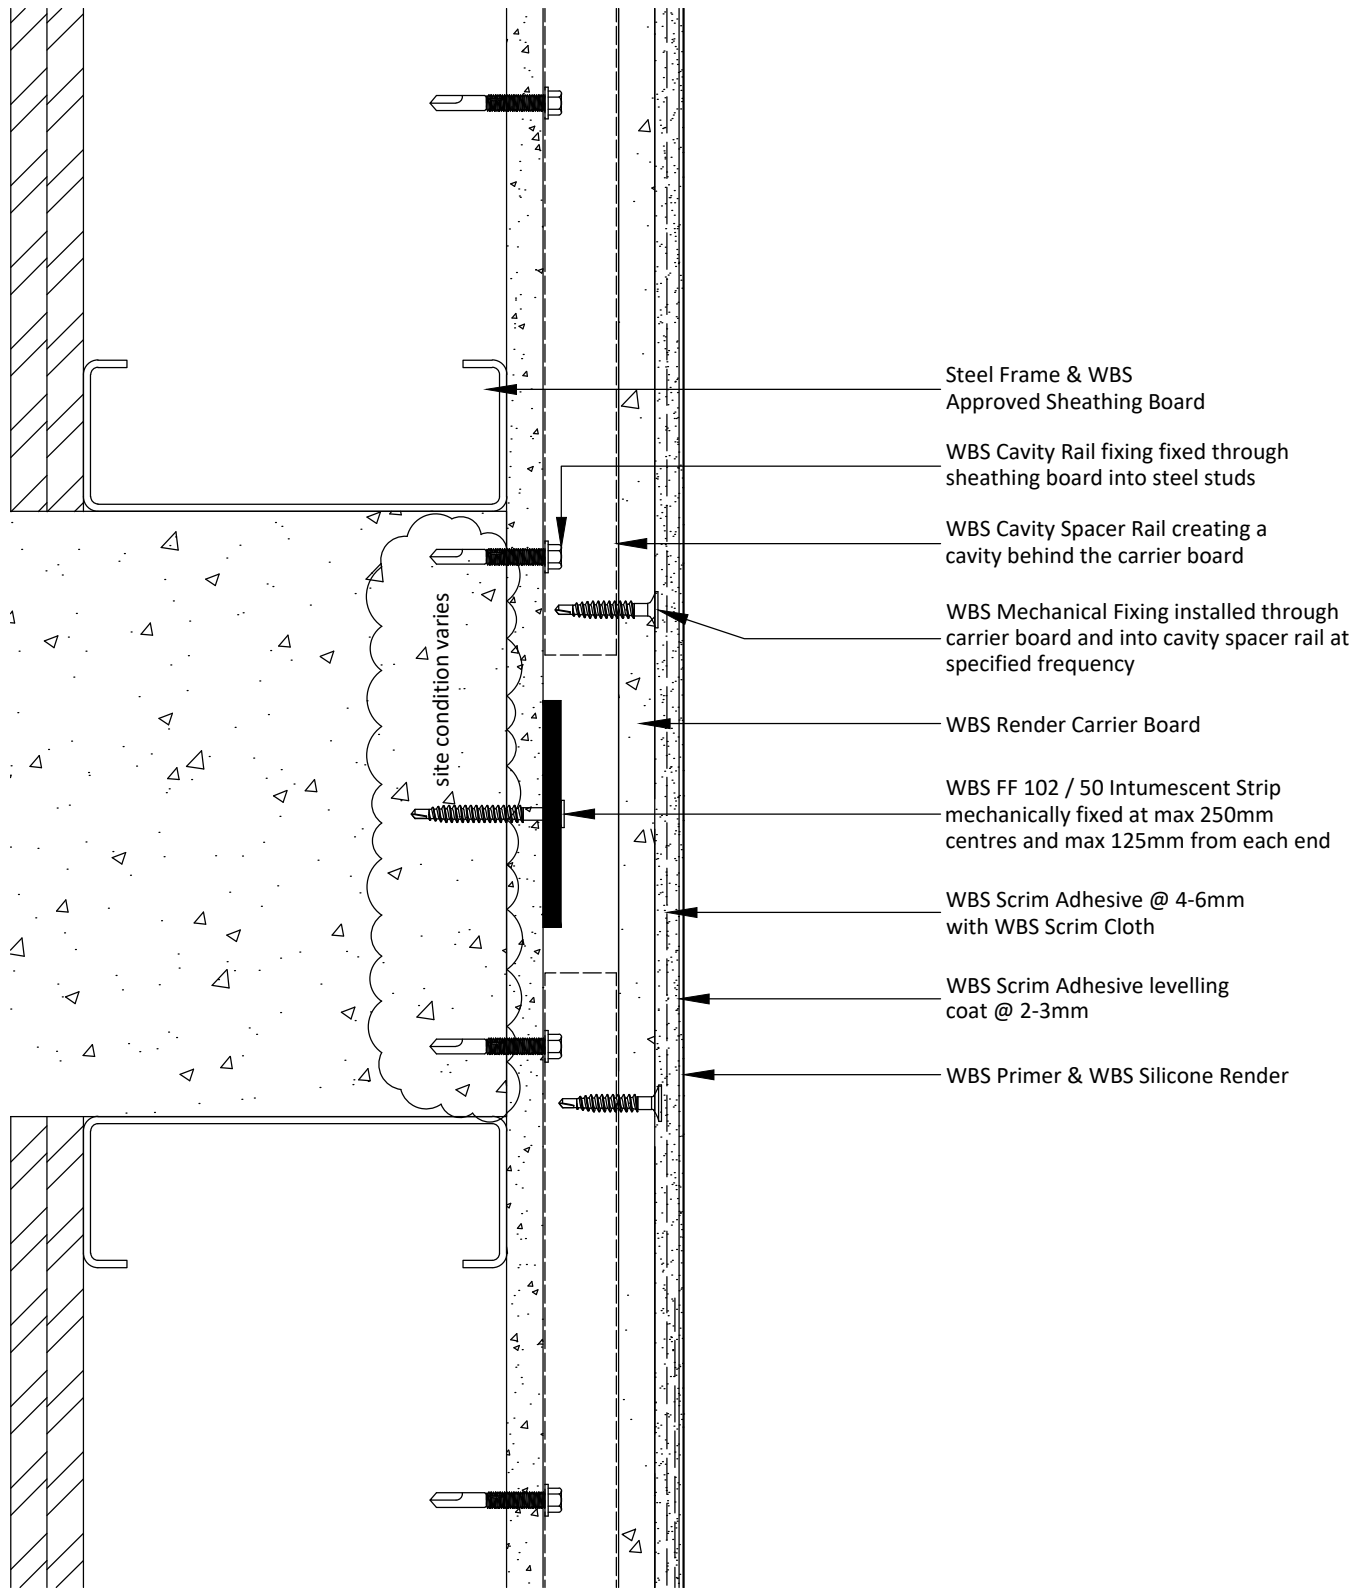 Steel Frame & WBS
Approved Sheathing Board
WBS Cavity Rail fixing fixed through
sheathing board into steel studs
WBS Cavity Spacer Rail creating a
cavity behind the carrier board
WBS Mechanical Fixing installed through
carrier board and into cavity spacer rail at
specified frequency
site condition varies
WBS Render Carrier Board
WBS FF 102 / 50 Intumescent Strip
mechanically fixed at max 250mm
centres and max 125mm from each end
WBS Scrim Adhesive @ 4-6mm
with WBS Scrim Cloth
WBS Scrim Adhesive levelling
coat @ 2-3mm
WBS Primer & WBS Silicone Render